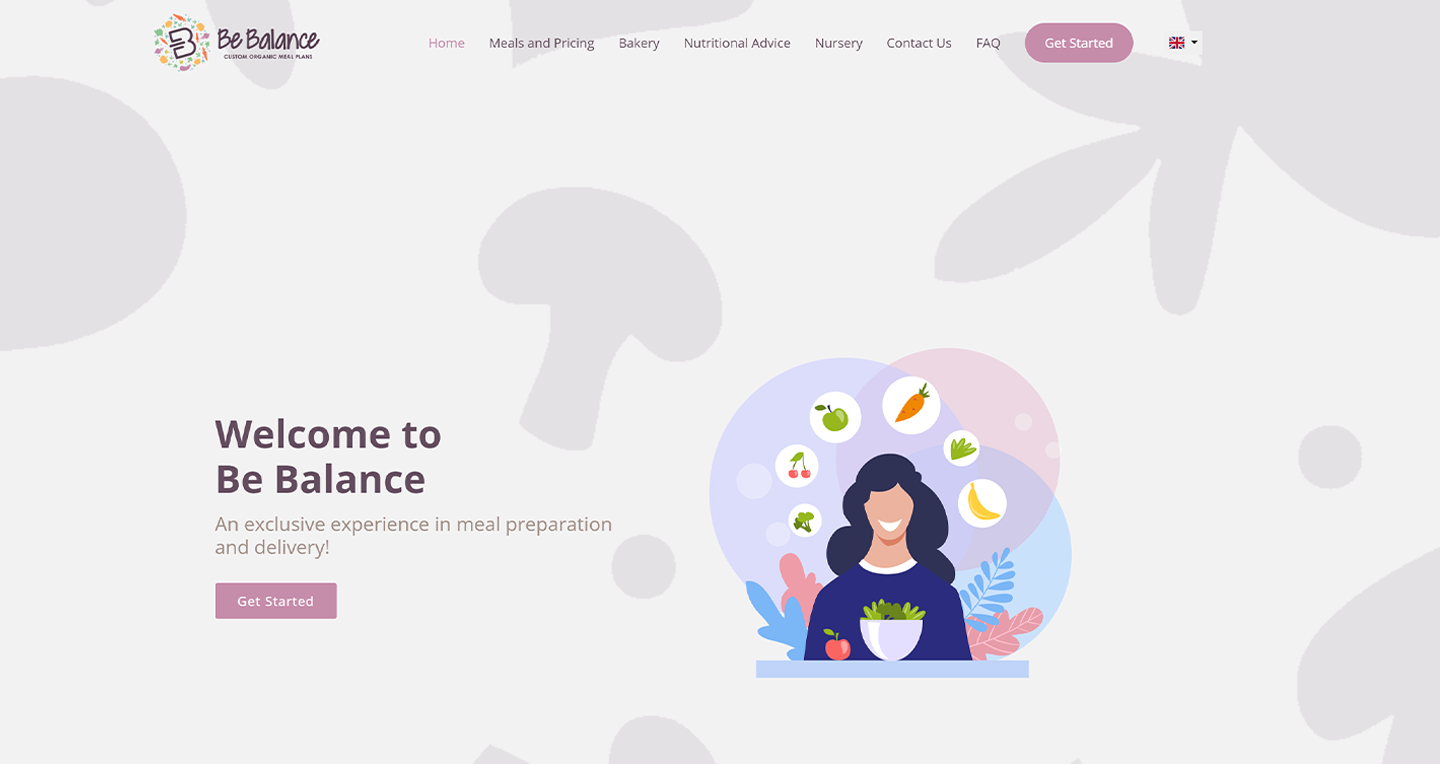 Be Balance
CUSTOM ORGANIC MEAL PLANS
Home Meals and Pricing Bakery Nutritional Advice Nursery Contact Us FAQ Get Started
Welcome to
Be Balance
An exclusive experience in meal preparation
and delivery!
Get Started